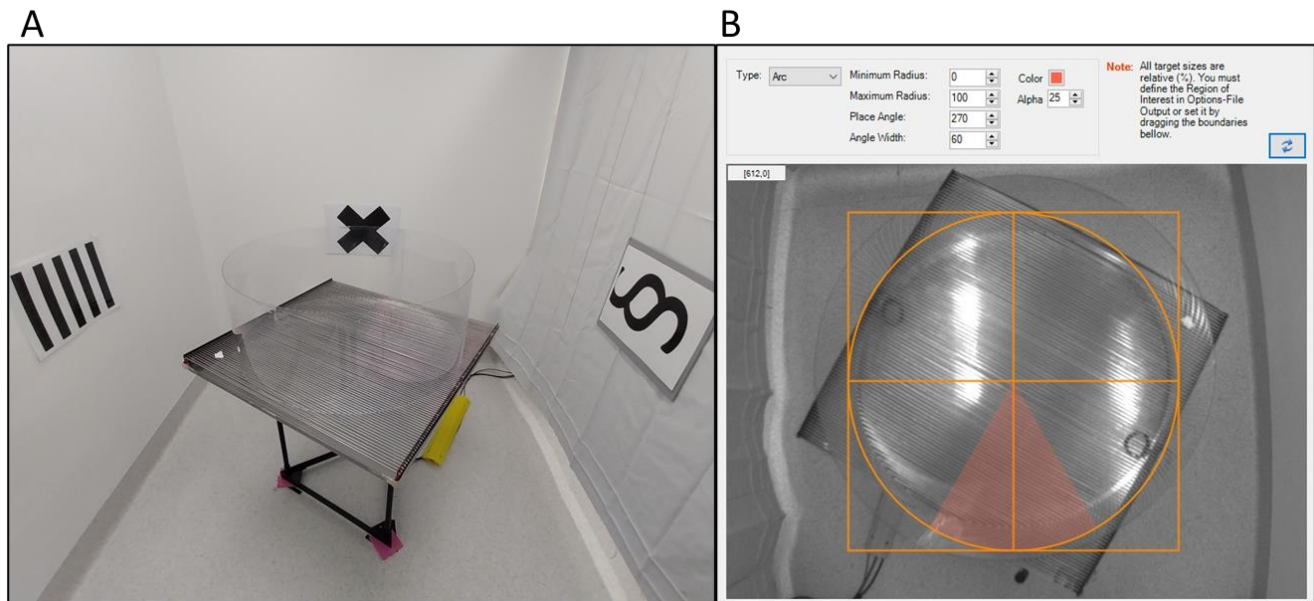 A
B
Type: Arc
Minimum Radius: 0
Maximum Radius: 100
Place Angle: 270
Angle Width: 60
Color
Alpha 25
Note: All target sizes are
relative (%). You must
define the Region of
Interest in Options-File
Output or set it by
dragging the boundaries
bellow.
[612,0]
§